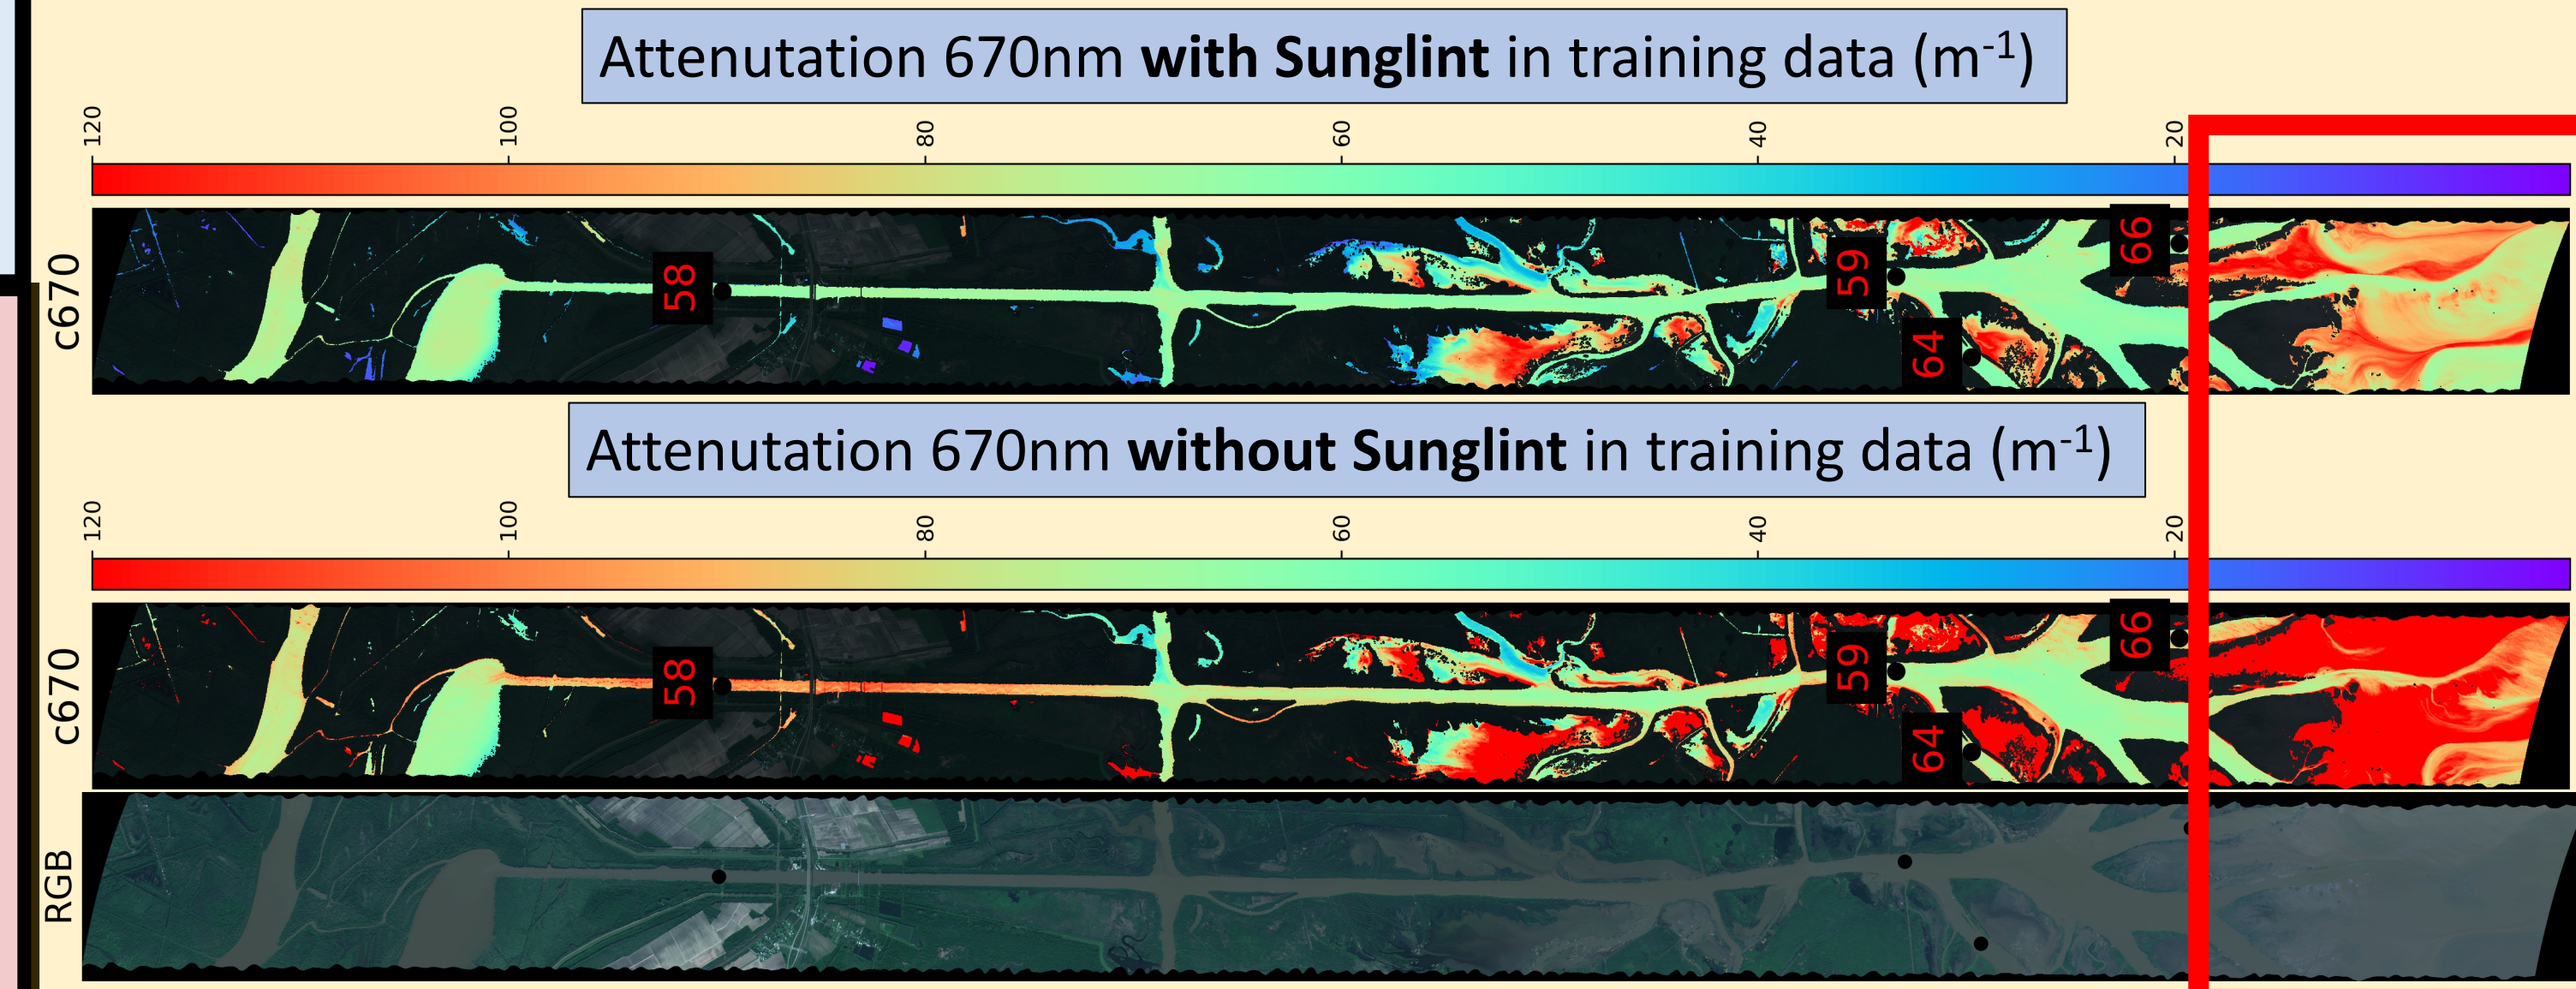 Attenutation 670nm with Sunglint in training data (m-1)
120 100 80 60 40 20
c670
58 59 64 66
Attenutation 670nm without Sunglint in training data (m-1)
120 100 80 60 40 20
c670
58 59 64 66
RGB